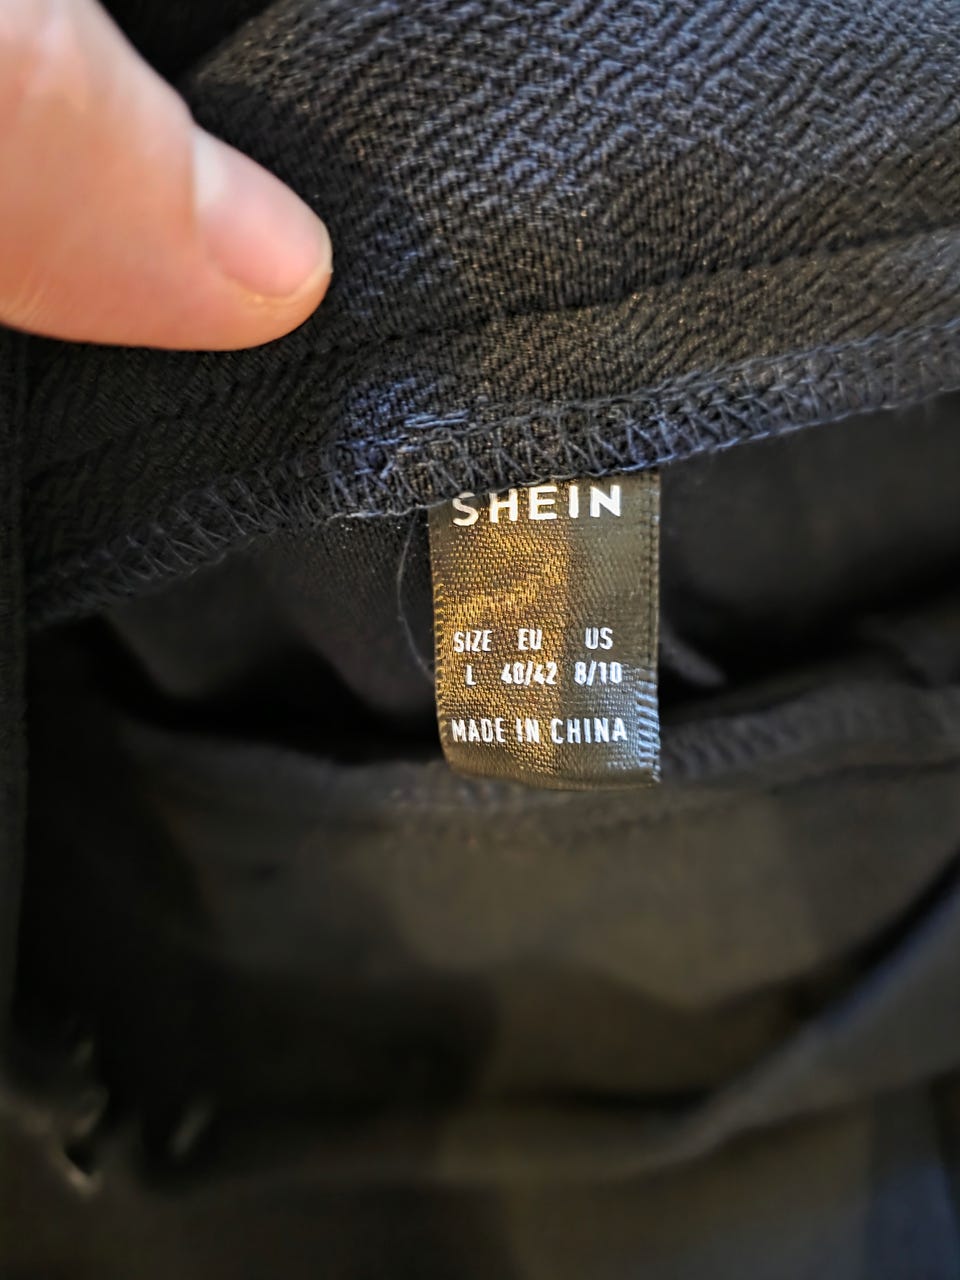 SHEIN
SIZE EU US
L 40/42 8/10
MADE IN CHINA